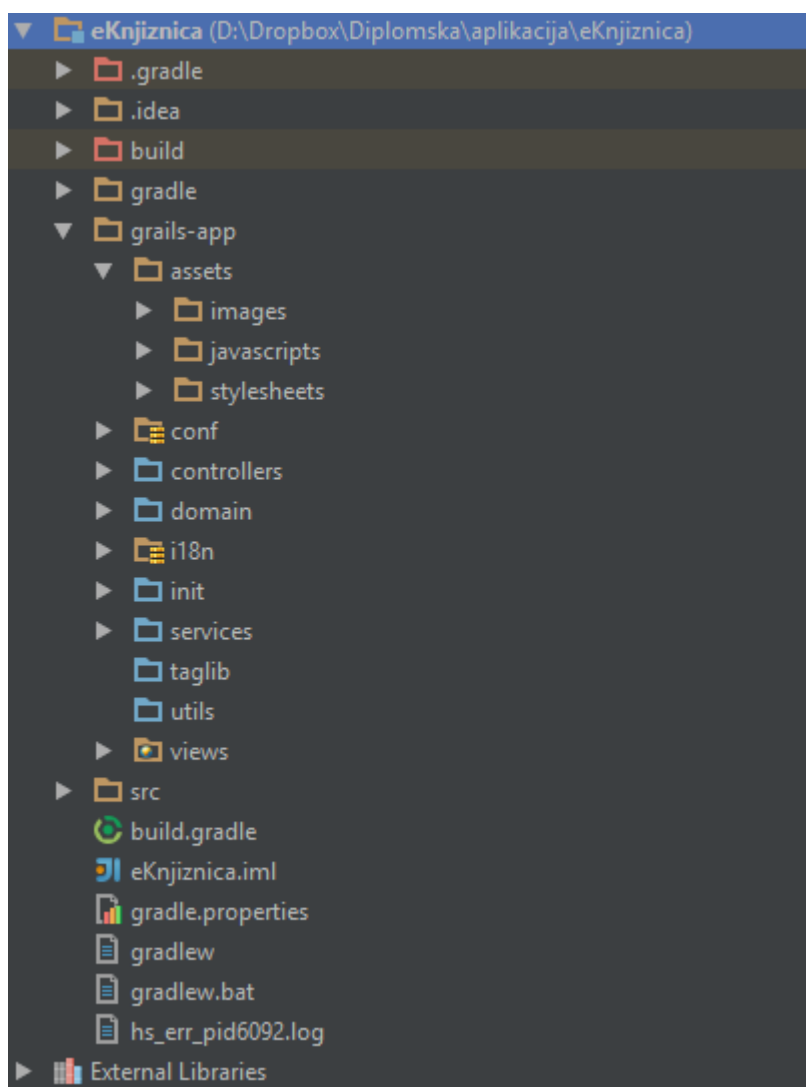 eKnjiznica (D:\Dropbox\Diplomska\aplikacija\eKnjiznica)
.gradle
.idea
build
gradle
grails-app
assets
images
javascripts
stylesheets
conf
controllers
domain
i18n
init
services
taglib
utils
views
src
build.gradle
eKnjiznica.iml
gradle.properties
gradlew
gradlew.bat
hs_err_pid6092.log
External Libraries